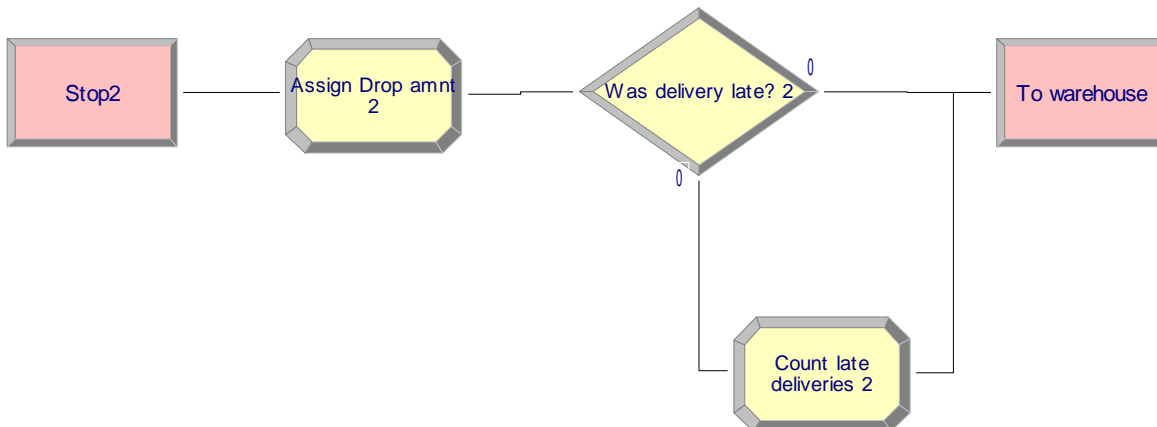 Stop2
Assign Drop amnt
2
Was delivery late? 2
0
0
To warehouse
Count late
deliveries 2